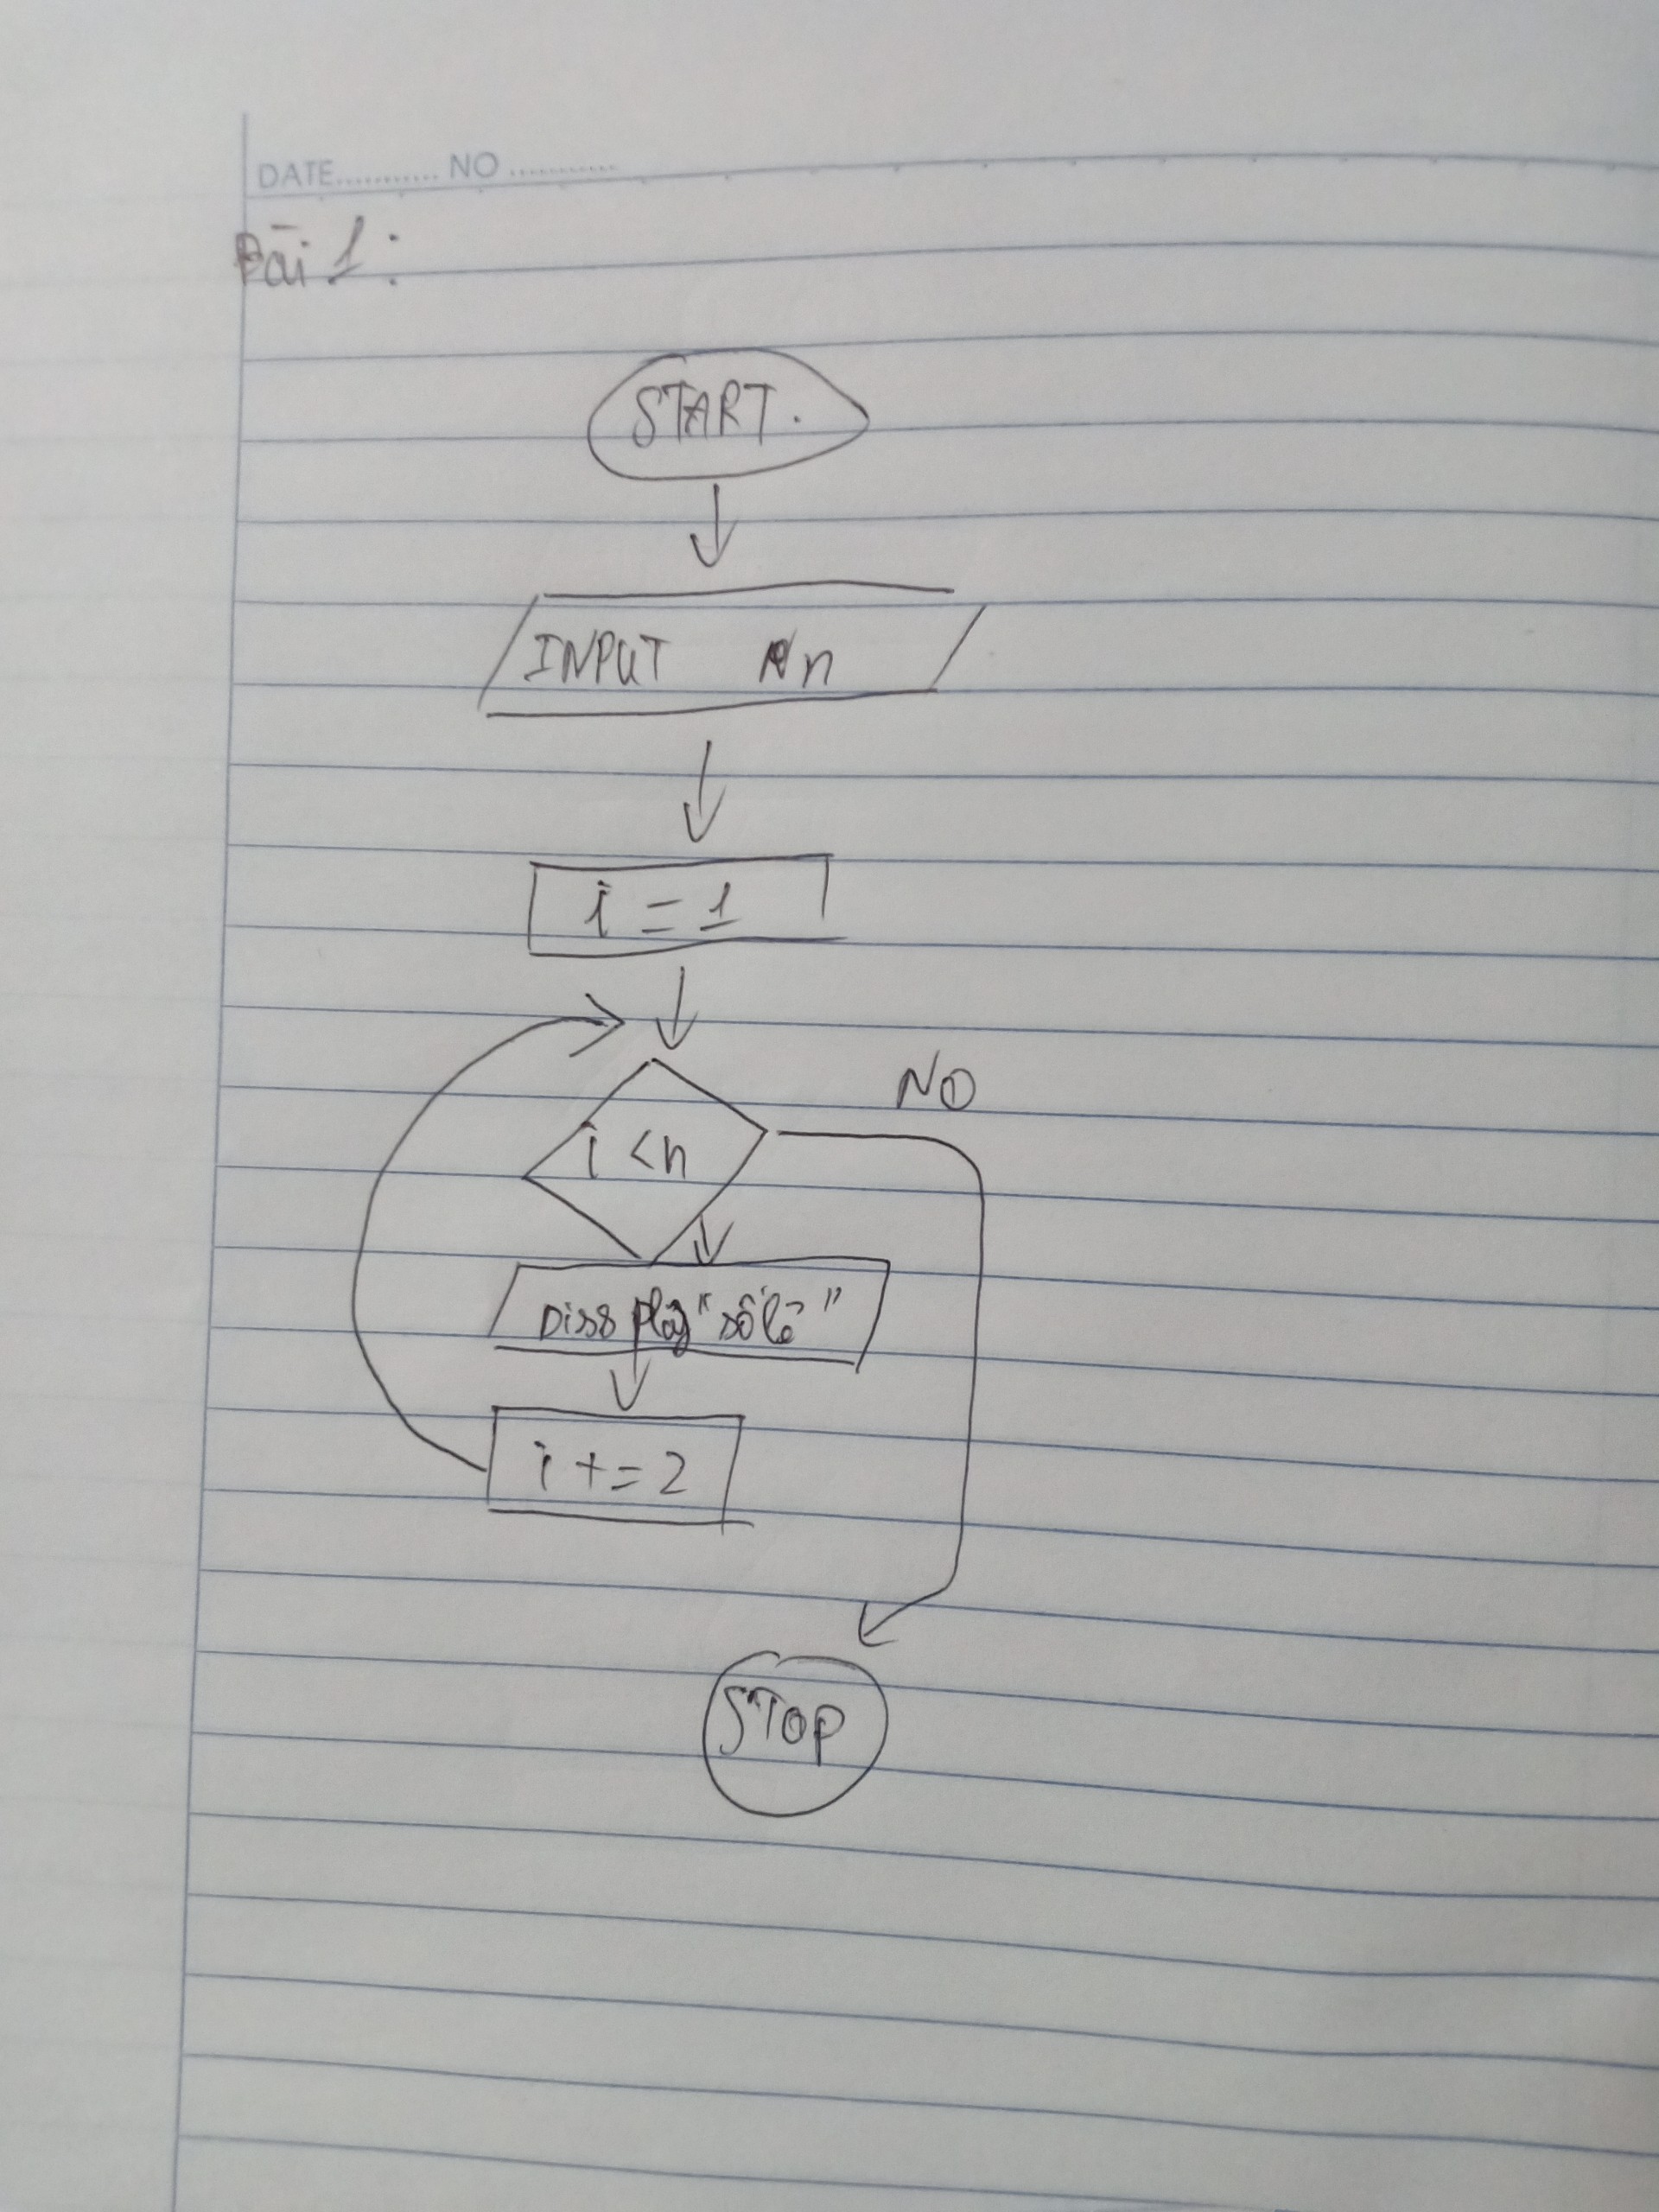 DATE........... NO ............
Bài 1:
START.
INPUT n
i = 1
NO
i < n
Dissplay "số lẻ"
i += 2
STOP